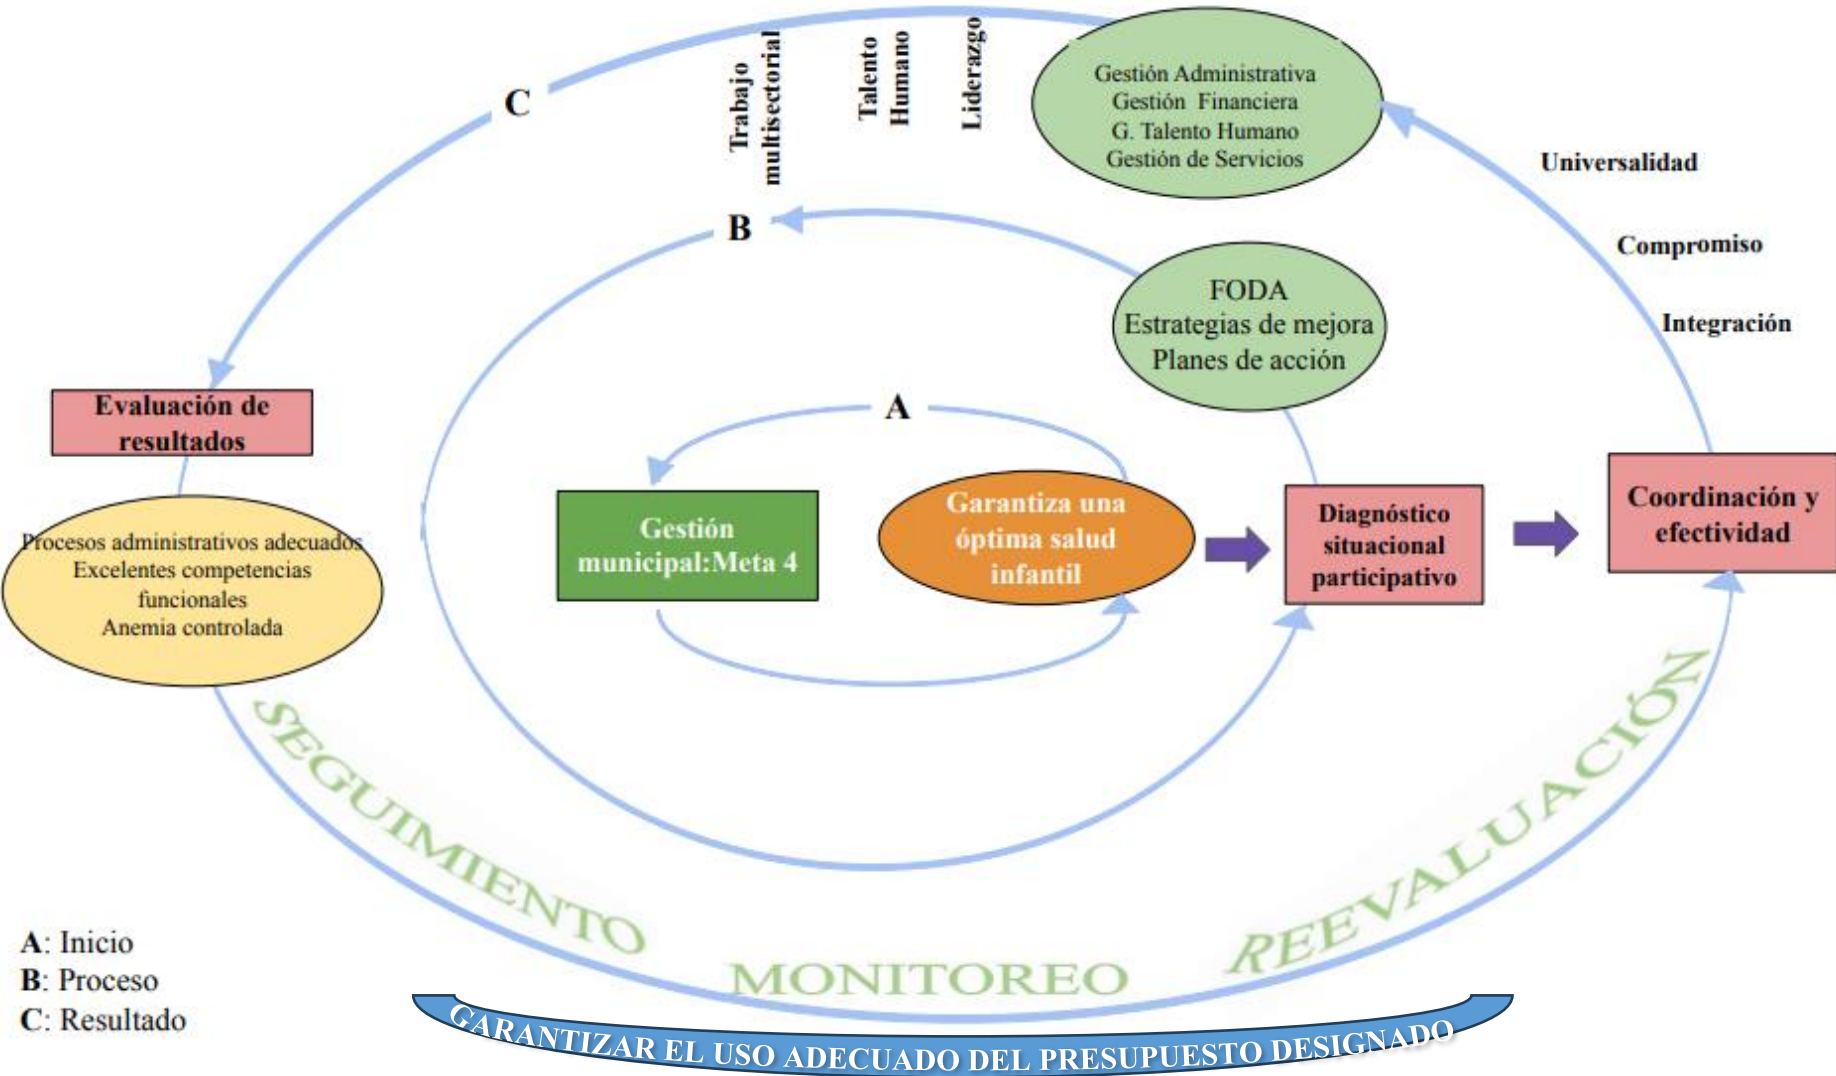 Trabajo
multisectorial
Talento
Humano
Liderazgo
Gestión Administrativa
Gestión Financiera
G. Talento Humano
Gestión de Servicios
C
Universalidad
Compromiso
Integración
B
FODA
Estrategias de mejora
Planes de acción
A
Evaluación de
resultados
Procesos administrativos adecuados
Excelentes competencias
funcionales
Anemia controlada
Gestión
municipal:Meta 4
Garantiza una
óptima salud
infantil
Diagnóstico
situacional
participativo
Coordinación y
efectividad
SEGUIMIENTO
MONITOREO
REEVALUACIÓN
A: Inicio
B: Proceso
C: Resultado
GARANTIZAR EL USO ADECUADO DEL PRESUPUESTO DESIGNADO